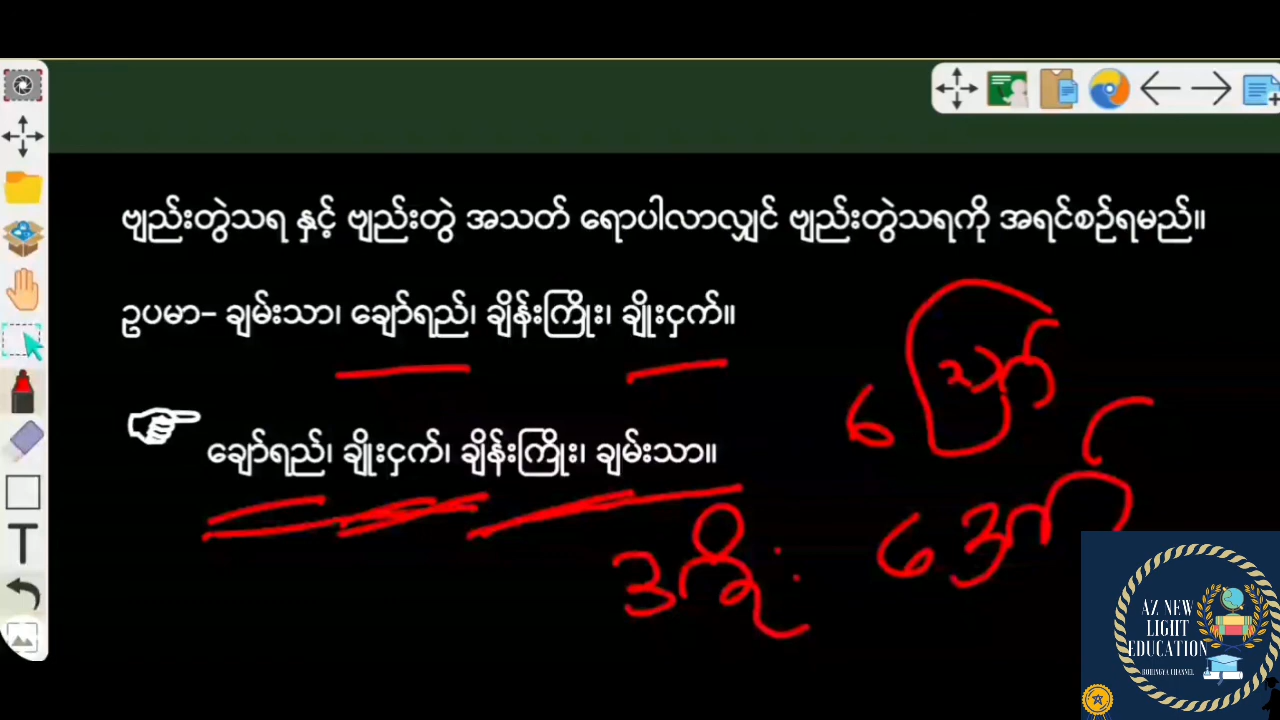 ဗျည်းတွဲသရ နှင့် ဗျည်းတွဲ အသတ် ရောပါလာလျှင် ဗျည်းတွဲသရကို အရင်စဉ်ရမည်။
ဥပမာ- ချမ်းသာ၊ ချော်ရည်၊ ချိန်းကြိုး၊ ချိုးငှက်။
ချော်ရည်၊ ချိုးငှက်၊ ချိန်းကြိုး၊ ချမ်းသာ။
T
AZ NEW
LIGHT
EDUCATION
ROHINGYA CHANNEL